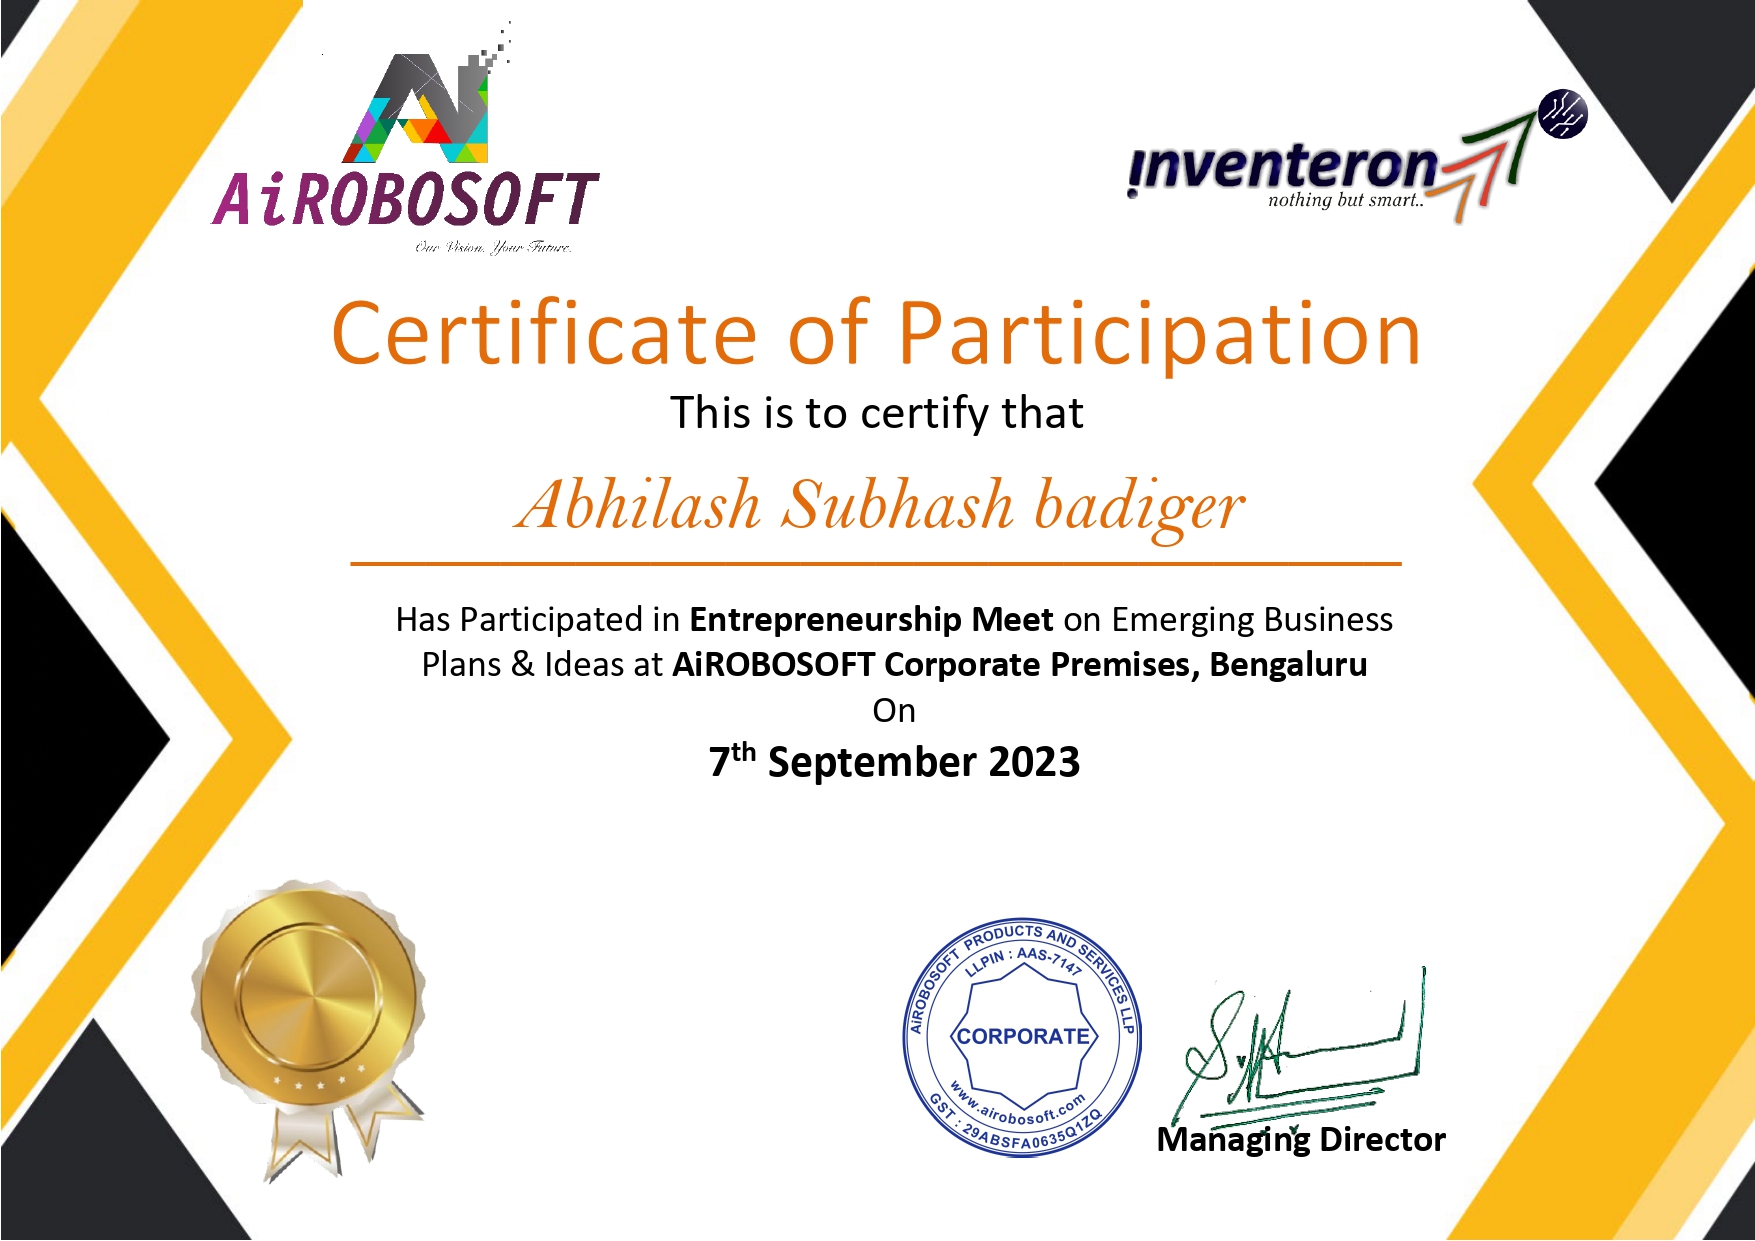 AiROBOSOFT
Our Vision. Your Future.
inventeron
nothing but smart..
Certificate of Participation
This is to certify that
Abhilash Subhash badiger
Has Participated in Entrepreneurship Meet on Emerging Business
Plans & Ideas at AiROBOSOFT Corporate Premises, Bengaluru
On
7th September 2023
AiROBOSOFT PRODUCTS AND SERVICES LLP
LLPIN : AAS-7147
CORPORATE
www.airobosoft.com
GST : 29ABSFA0635Q1ZQ
Managing Director